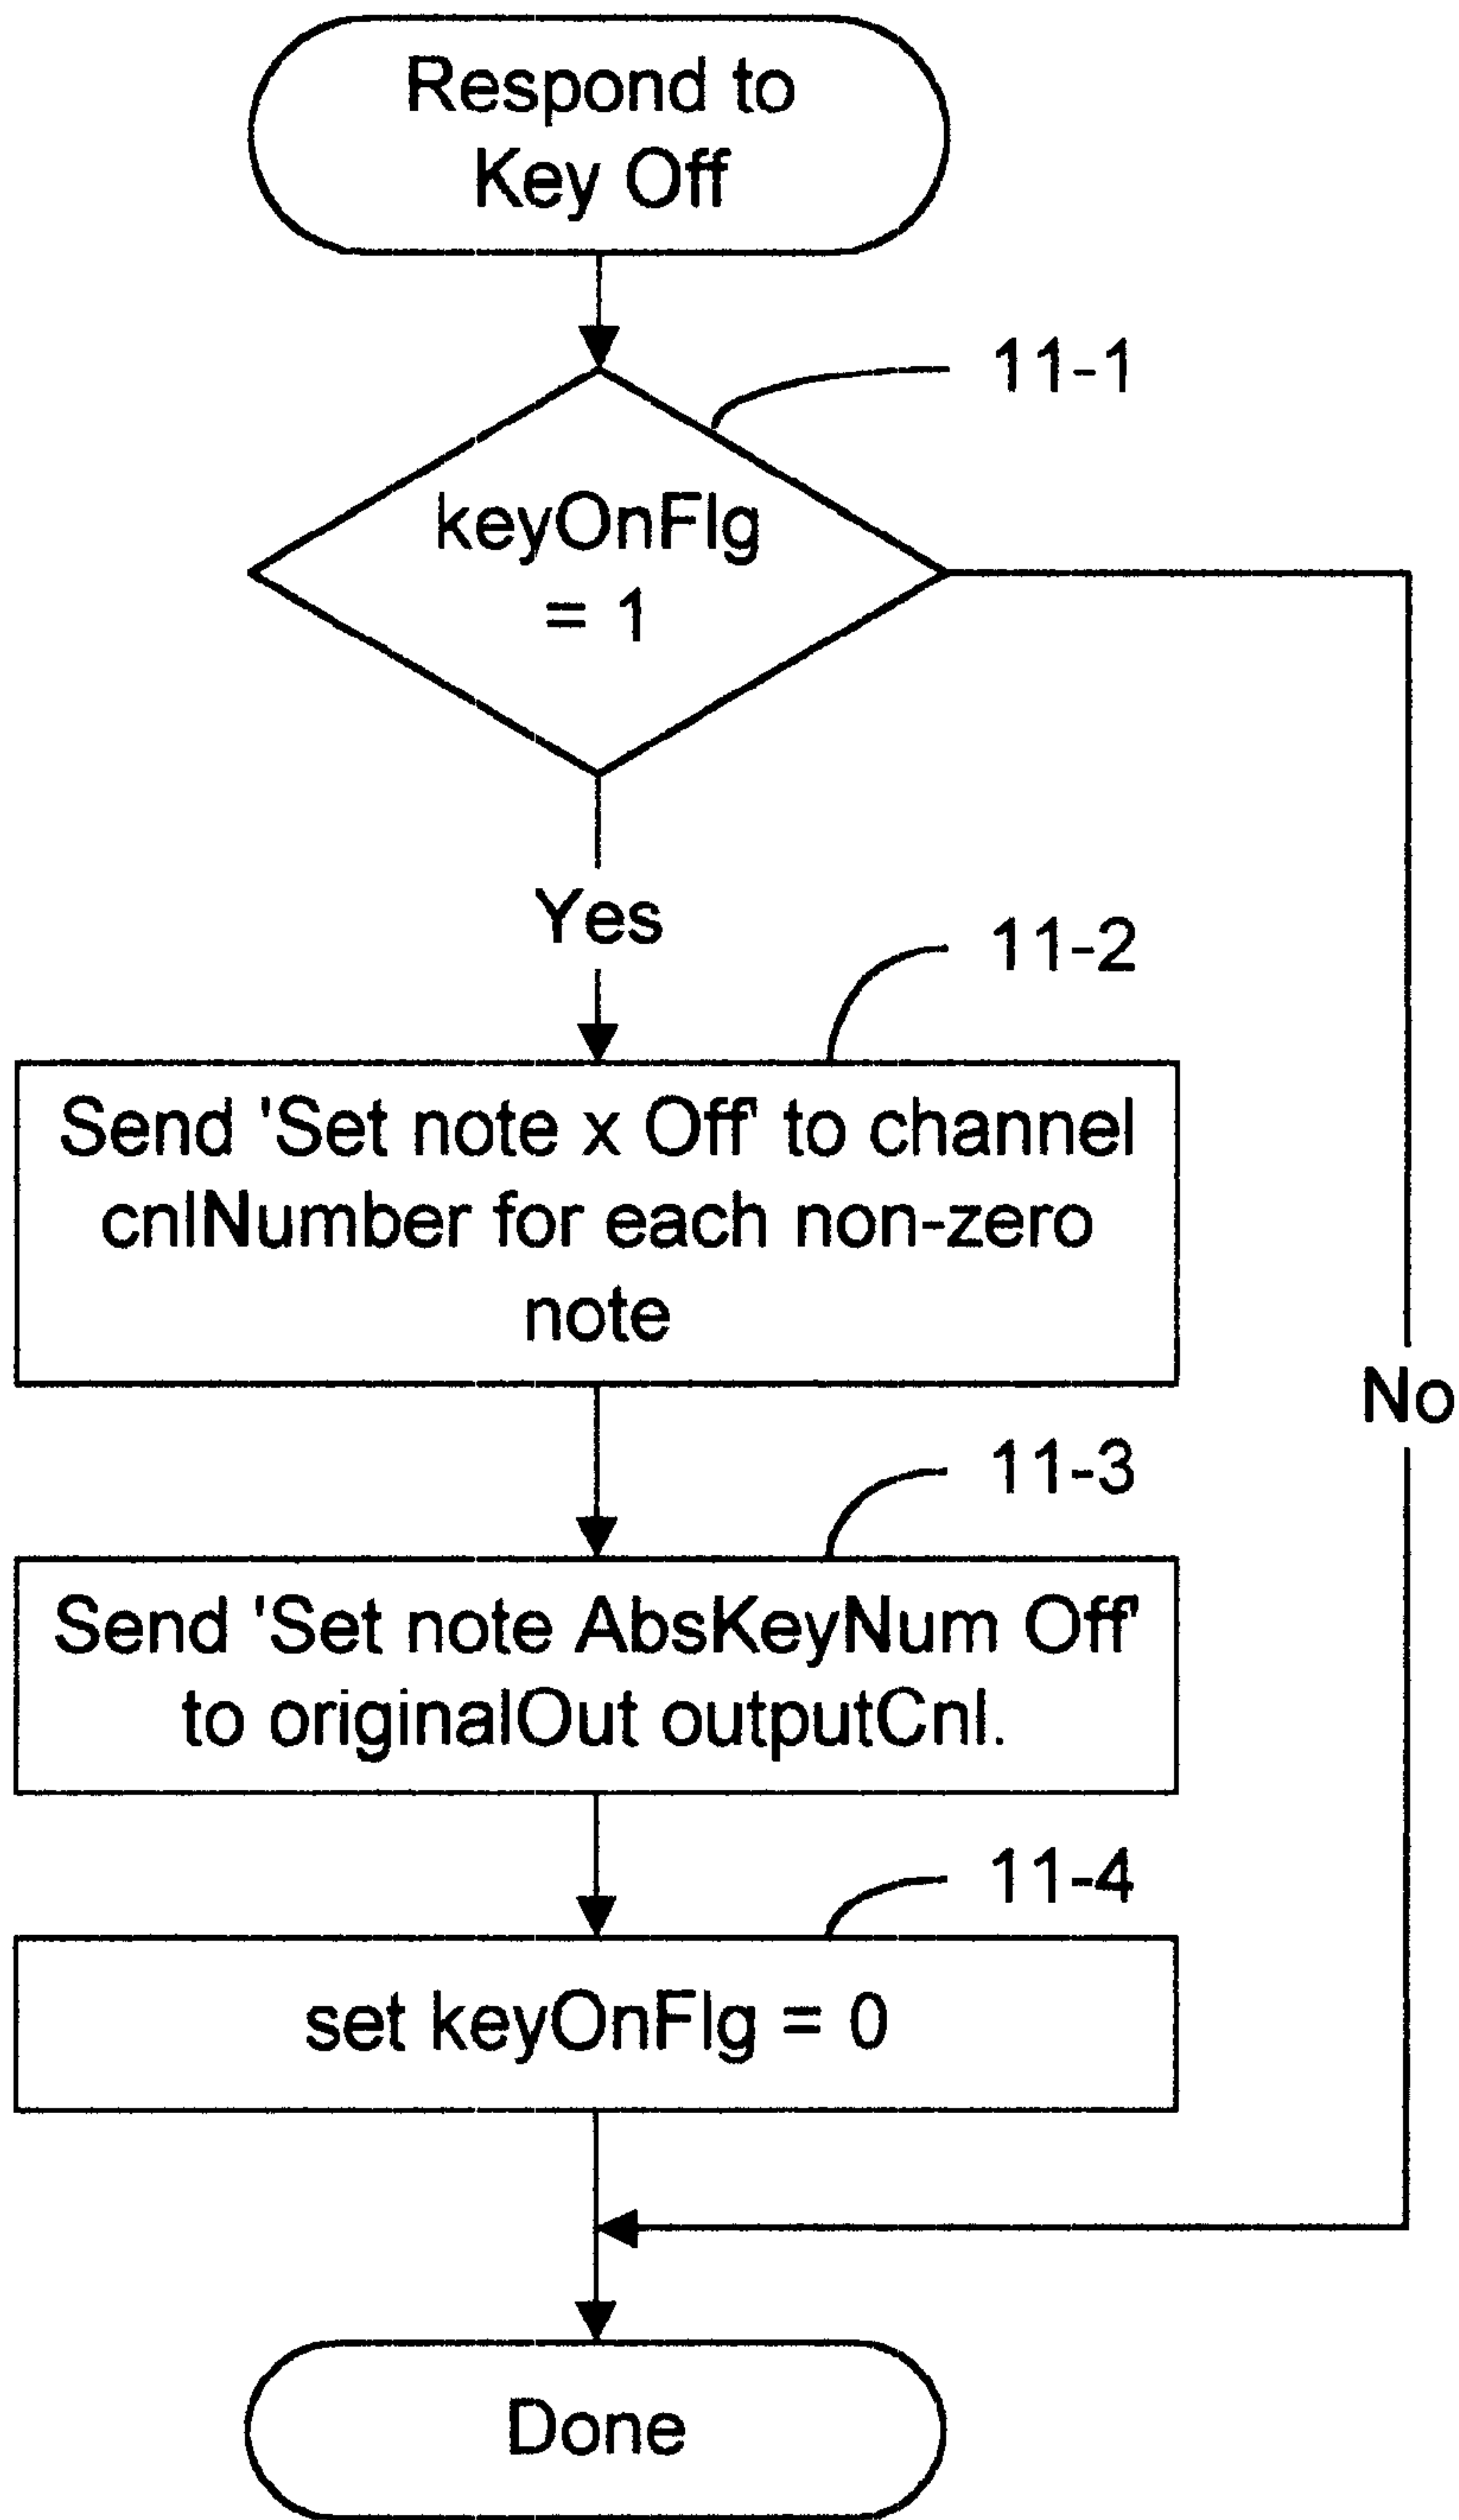 Respond to
Key Off
11-1
keyOnFlg
= 1
Yes
11-2
Send 'Set note x Off' to channel
cnlNumber for each non-zero
note
No
11-3
Send 'Set note AbsKeyNum Off'
to originalOut outputCnl.
11-4
set keyOnFlg = 0
Done